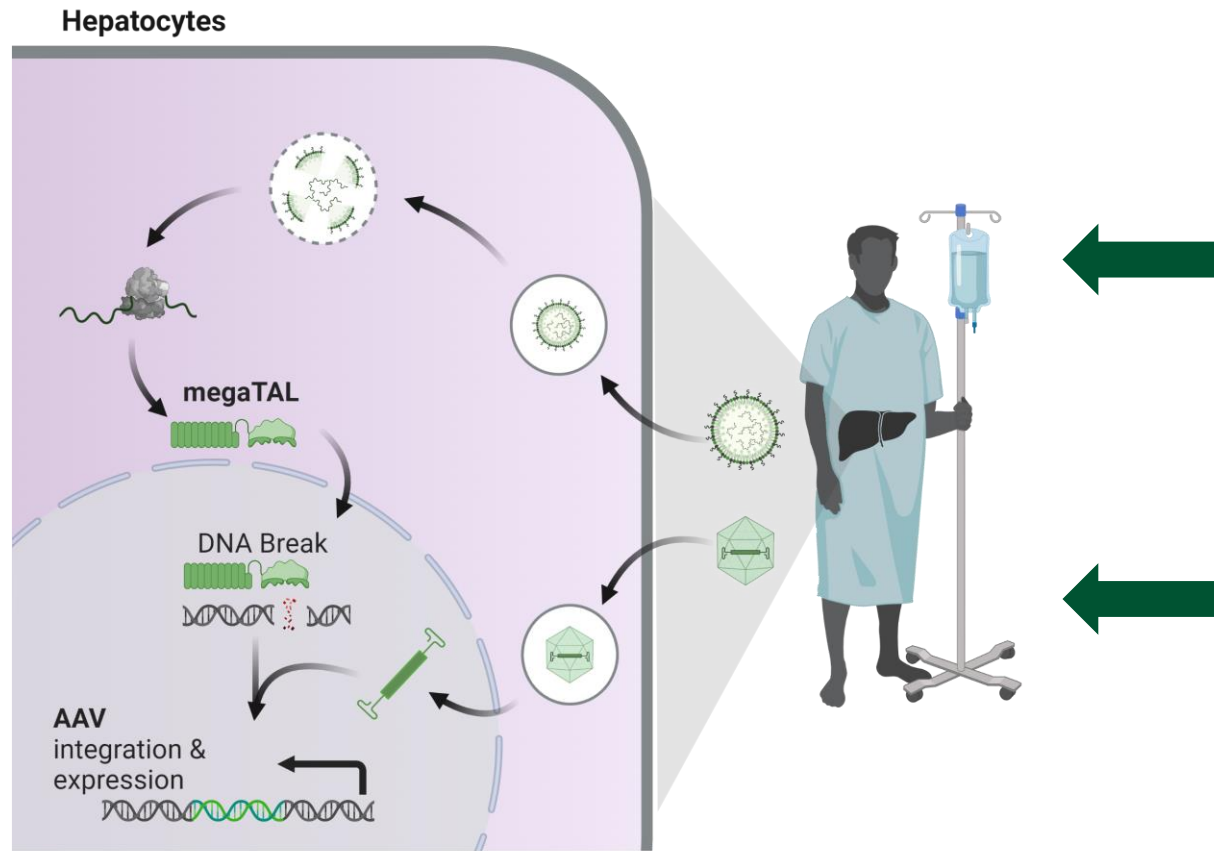 Hepatocytes
megaTAL
DNA Break
AAV
integration &
expression